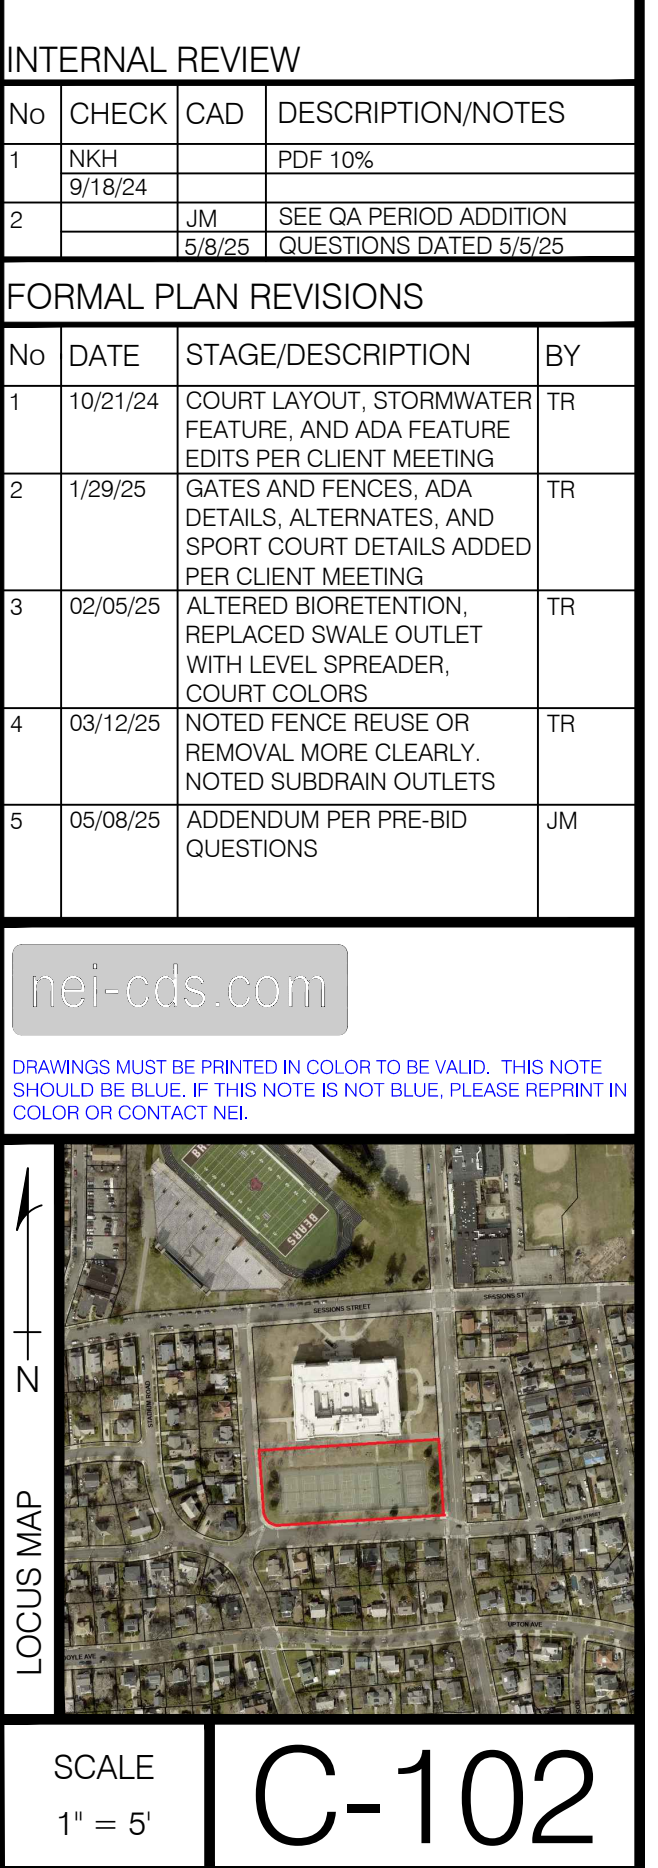 INTERNAL REVIEW
No CHECK CAD DESCRIPTION/NOTES
1 NKH PDF 10%
9/18/24
2 JM SEE QA PERIOD ADDITION
5/8/25 QUESTIONS DATED 5/5/25
FORMAL PLAN REVISIONS
No DATE STAGE/DESCRIPTION BY
1 10/21/24 COURT LAYOUT, STORMWATER TR
FEATURE, AND ADA FEATURE
EDITS PER CLIENT MEETING
2 1/29/25 GATES AND FENCES, ADA TR
DETAILS, ALTERNATES, AND
SPORT COURT DETAILS ADDED
PER CLIENT MEETING
3 02/05/25 ALTERED BIORETENTION, TR
REPLACED SWALE OUTLET
WITH LEVEL SPREADER,
COURT COLORS
4 03/12/25 NOTED FENCE REUSE OR TR
REMOVAL MORE CLEARLY.
NOTED SUBDRAIN OUTLETS
5 05/08/25 ADDENDUM PER PRE-BID JM
QUESTIONS
nei-cds.com
DRAWINGS MUST BE PRINTED IN COLOR TO BE VALID. THIS NOTE
SHOULD BE BLUE. IF THIS NOTE IS NOT BLUE, PLEASE REPRINT IN
COLOR OR CONTACT NEI.
N
LOCUS MAP
BEARS
SESSIONS STREET
SESSIONS ST
STADIUM ROAD
UPTON AVE
DOYLE AVE
SCALE
1" = 5'
C-102